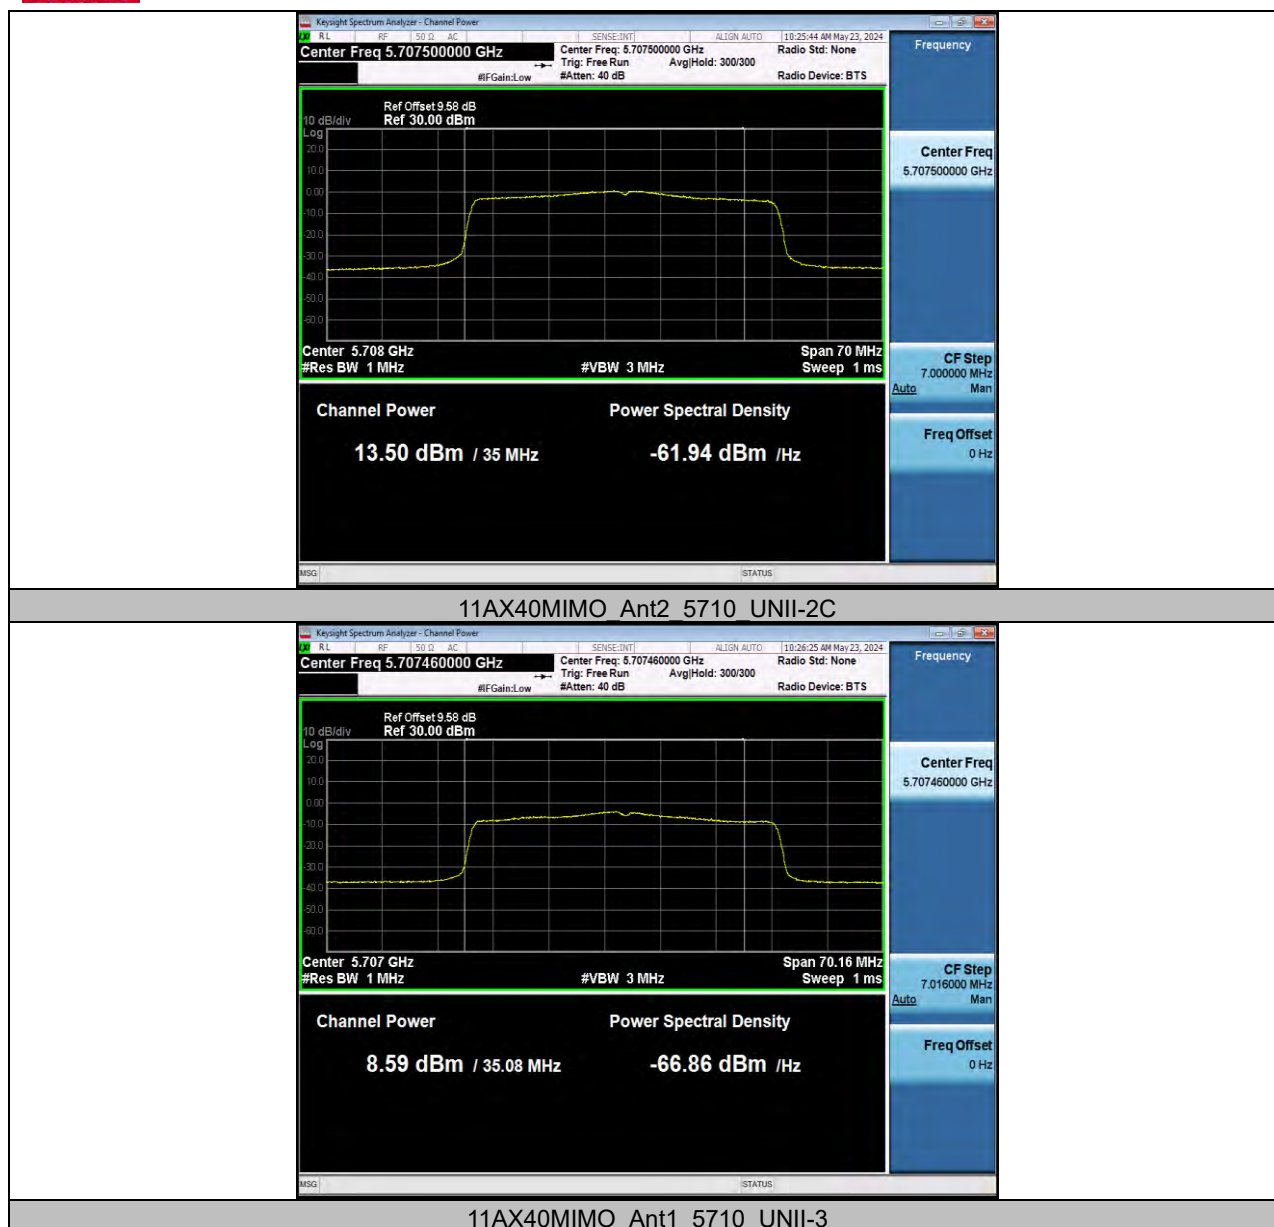 Keysight Spectrum Analyzer - Channel Power
RL RF 50 Ω AC SENSE:INT ALIGN AUTO 10:25:44 AM May 23, 2024
Center Freq 5.707500000 GHz
Center Freq: 5.707500000 GHz
Radio Std: None
Trig: Free Run Avg|Hold: 300/300
#IFGain:Low
#Atten: 40 dB
Radio Device: BTS
Frequency
Ref Offset 9.58 dB
10 dB/div Ref 30.00 dBm
Log
20.0
10.0
0.00
-10.0
-20.0
-30.0
-40.0
-50.0
-60.0
Center Freq
5.707500000 GHz
Center 5.708 GHz Span 70 MHz
#Res BW 1 MHz #VBW 3 MHz Sweep 1 ms
CF Step
7.000000 MHz
Auto Man
Channel Power Power Spectral Density
13.50 dBm / 35 MHz -61.94 dBm /Hz
Freq Offset
0 Hz
MSG STATUS
11AX40MIMO_Ant2_5710_UNII-2C
Keysight Spectrum Analyzer - Channel Power
RL RF 50 Ω AC SENSE:INT ALIGN AUTO 10:26:25 AM May 23, 2024
Center Freq 5.707460000 GHz
Center Freq: 5.707460000 GHz
Radio Std: None
Trig: Free Run Avg|Hold: 300/300
#IFGain:Low
#Atten: 40 dB
Radio Device: BTS
Frequency
Ref Offset 9.58 dB
10 dB/div Ref 30.00 dBm
Log
20.0
10.0
0.00
-10.0
-20.0
-30.0
-40.0
-50.0
-60.0
Center Freq
5.707460000 GHz
Center 5.707 GHz Span 70.16 MHz
#Res BW 1 MHz #VBW 3 MHz Sweep 1 ms
CF Step
7.016000 MHz
Auto Man
Channel Power Power Spectral Density
8.59 dBm / 35.08 MHz -66.86 dBm /Hz
Freq Offset
0 Hz
MSG STATUS
11AX40MIMO_Ant1_5710_UNII-3